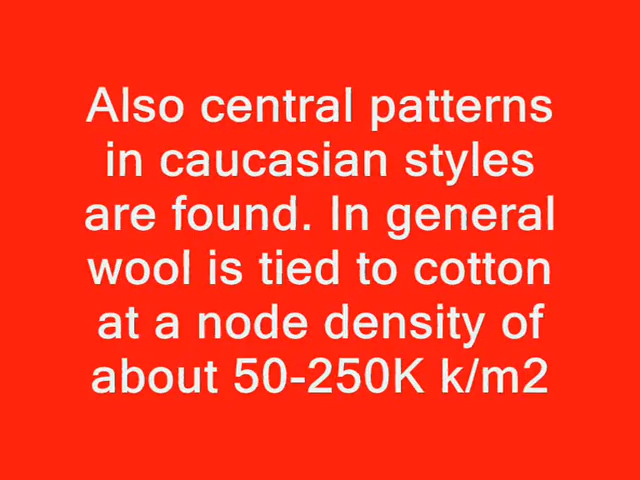 Also central patterns
in caucasian styles
are found. In general
wool is tied to cotton
at a node density of
about 50-250K k/m2